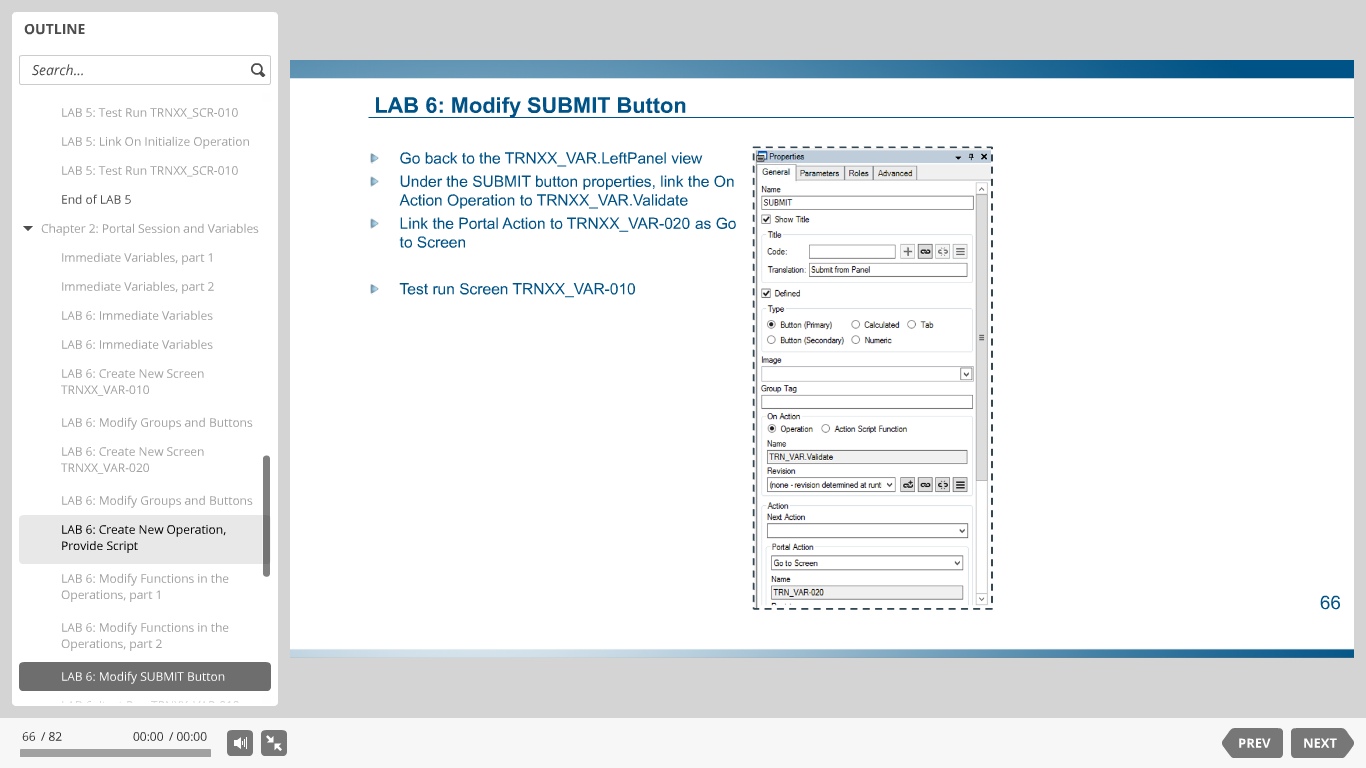 OUTLINE
Search...
LAB 5: Test Run TRNXX_SCR-010
LAB 5: Link On Initialize Operation
LAB 5: Test Run TRNXX_SCR-010
End of LAB 5
Chapter 2: Portal Session and Variables
Immediate Variables, part 1
Immediate Variables, part 2
LAB 6: Immediate Variables
LAB 6: Immediate Variables
LAB 6: Create New Screen
TRNXX_VAR-010
LAB 6: Modify Groups and Buttons
LAB 6: Create New Screen
TRNXX_VAR-020
LAB 6: Modify Groups and Buttons
LAB 6: Create New Operation,
Provide Script
LAB 6: Modify Functions in the
Operations, part 1
LAB 6: Modify Functions in the
Operations, part 2
LAB 6: Modify SUBMIT Button
LAB 6: Modify SUBMIT Button
Go back to the TRNXX_VAR.LeftPanel view
Under the SUBMIT button properties, link the On
Action Operation to TRNXX_VAR.Validate
Link the Portal Action to TRNXX_VAR-020 as Go
to Screen
Test run Screen TRNXX_VAR-010
Properties
General Parameters Roles Advanced
Name
SUBMIT
Show Title
Title
Code:
Translation: Submit from Panel
Defined
Type
Button (Primary) Calculated Tab
Button (Secondary) Numeric
Image
Group Tag
On Action
Operation Action Script Function
Name
TRN_VAR.Validate
Revision
(none - revision determined at runt
Action
Next Action
Portal Action
Go to Screen
Name
TRN_VAR-020
66
66 / 82 00:00 / 00:00
PREV NEXT